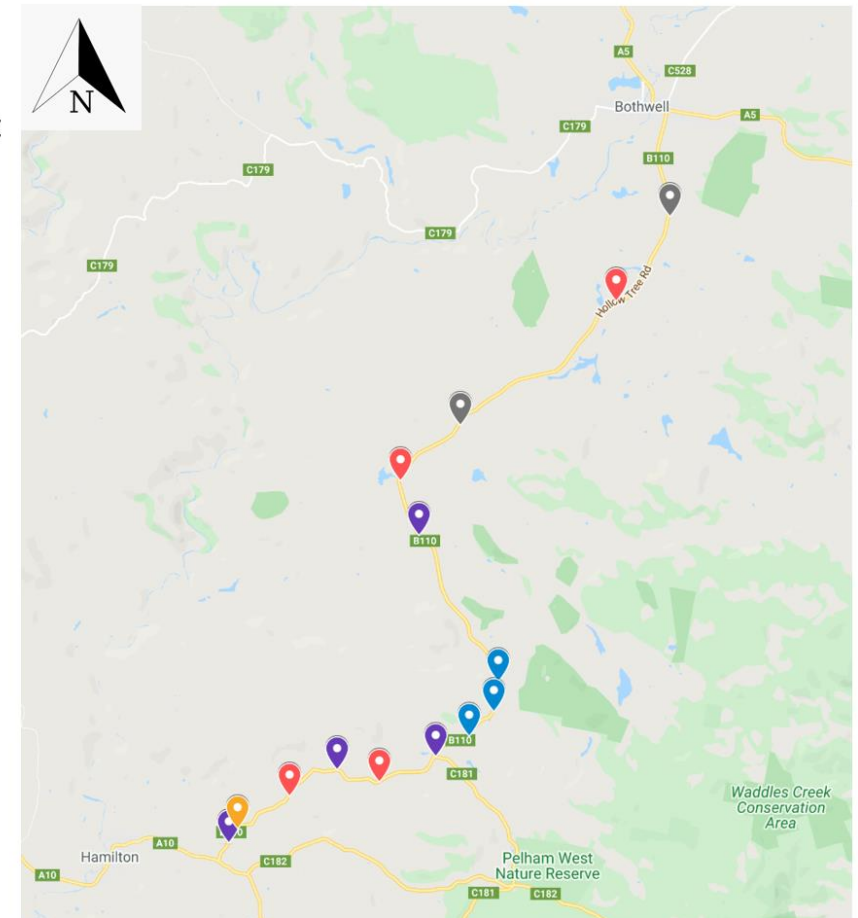 N
A5
C528
Bothwell
C179
A5
B110
C179
C179
C179
Hollow Tree Rd
B110
B110
C181
Waddles Creek
Conservation
Area
A10
Hamilton
C182
Pelham West
Nature Reserve
A10
C181
C182